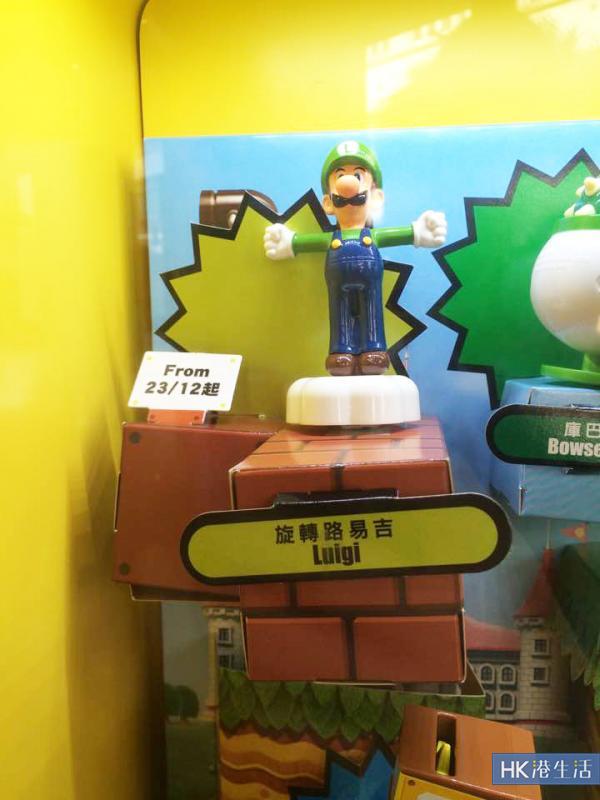 L
From
23/12起
庫巴
Bowse
旋轉路易吉
Luigi
HK港生活